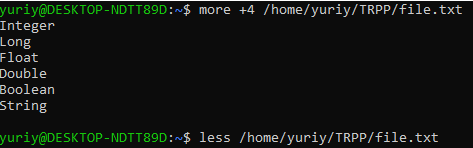 yuriy@DESKTOP-NDTT89D:~$ more +4 /home/yuriy/TRPP/file.txt
Integer
Long
Float
Double
Boolean
String
yuriy@DESKTOP-NDTT89D:~$ less /home/yuriy/TRPP/file.txt